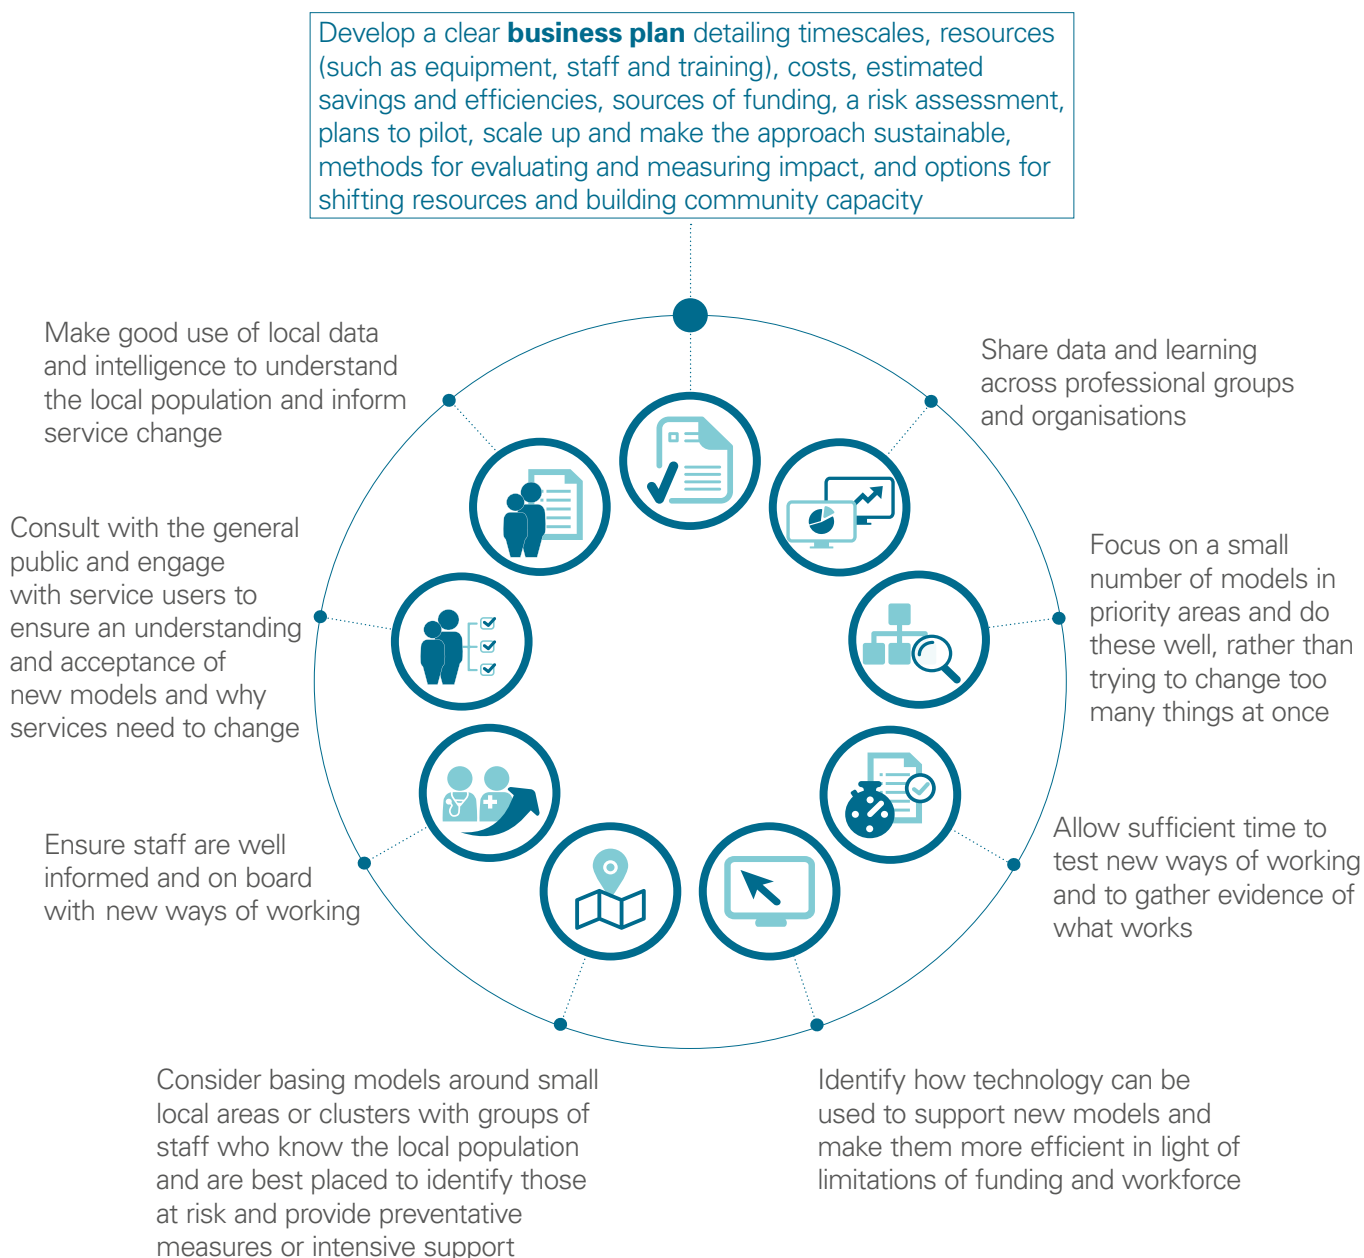 Develop a clear business plan detailing timescales, resources
(such as equipment, staff and training), costs, estimated
savings and efficiencies, sources of funding, a risk assessment,
plans to pilot, scale up and make the approach sustainable,
methods for evaluating and measuring impact, and options for
shifting resources and building community capacity
Make good use of local data
and intelligence to understand
the local population and inform
service change
Share data and learning
across professional groups
and organisations
Consult with the general
public and engage
with service users to
ensure an understanding
and acceptance of
new models and why
services need to change
Focus on a small
number of models in
priority areas and do
these well, rather than
trying to change too
many things at once
Ensure staff are well
informed and on board
with new ways of working
Allow sufficient time to
test new ways of working
and to gather evidence of
what works
Consider basing models around small
local areas or clusters with groups of
staff who know the local population
and are best placed to identify those
at risk and provide preventative
measures or intensive support
Identify how technology can be
used to support new models and
make them more efficient in light of
limitations of funding and workforce